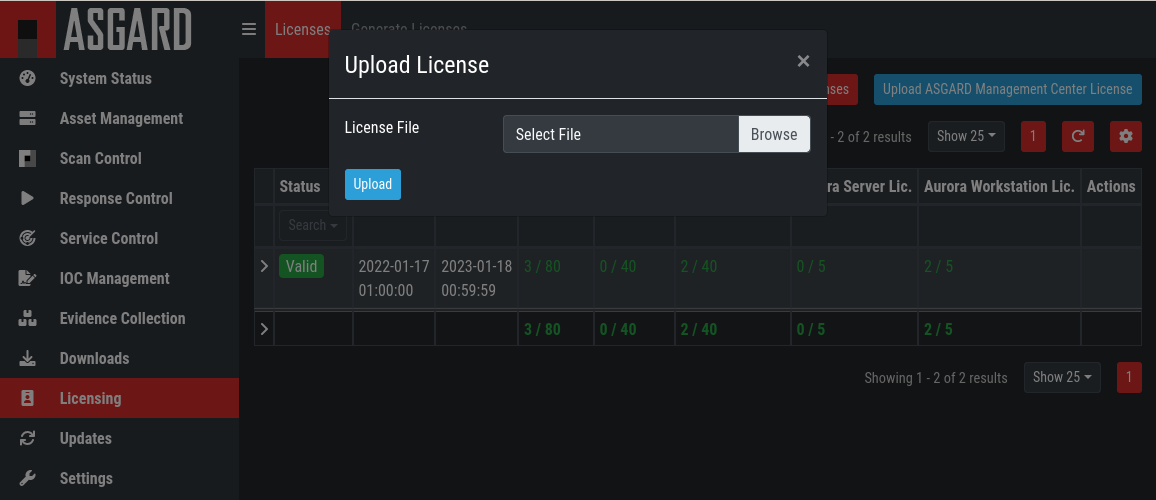 ASGARD
Licenses
Generate Licenses
System Status
Asset Management
Scan Control
Response Control
Service Control
IOC Management
Evidence Collection
Downloads
Licensing
Updates
Settings
Upload License
×
License File
Select File
Browse
Upload
Upload ASGARD Management Center License
- 2 of 2 results
Show 25
1
Status
Server Lic.
Aurora Workstation Lic.
Actions
Search
Valid
2022-01-17
01:00:00
2023-01-18
00:59:59
3 / 80
0 / 40
2 / 40
0 / 5
2 / 5
3 / 80
0 / 40
2 / 40
0 / 5
2 / 5
Showing 1 - 2 of 2 results
Show 25
1